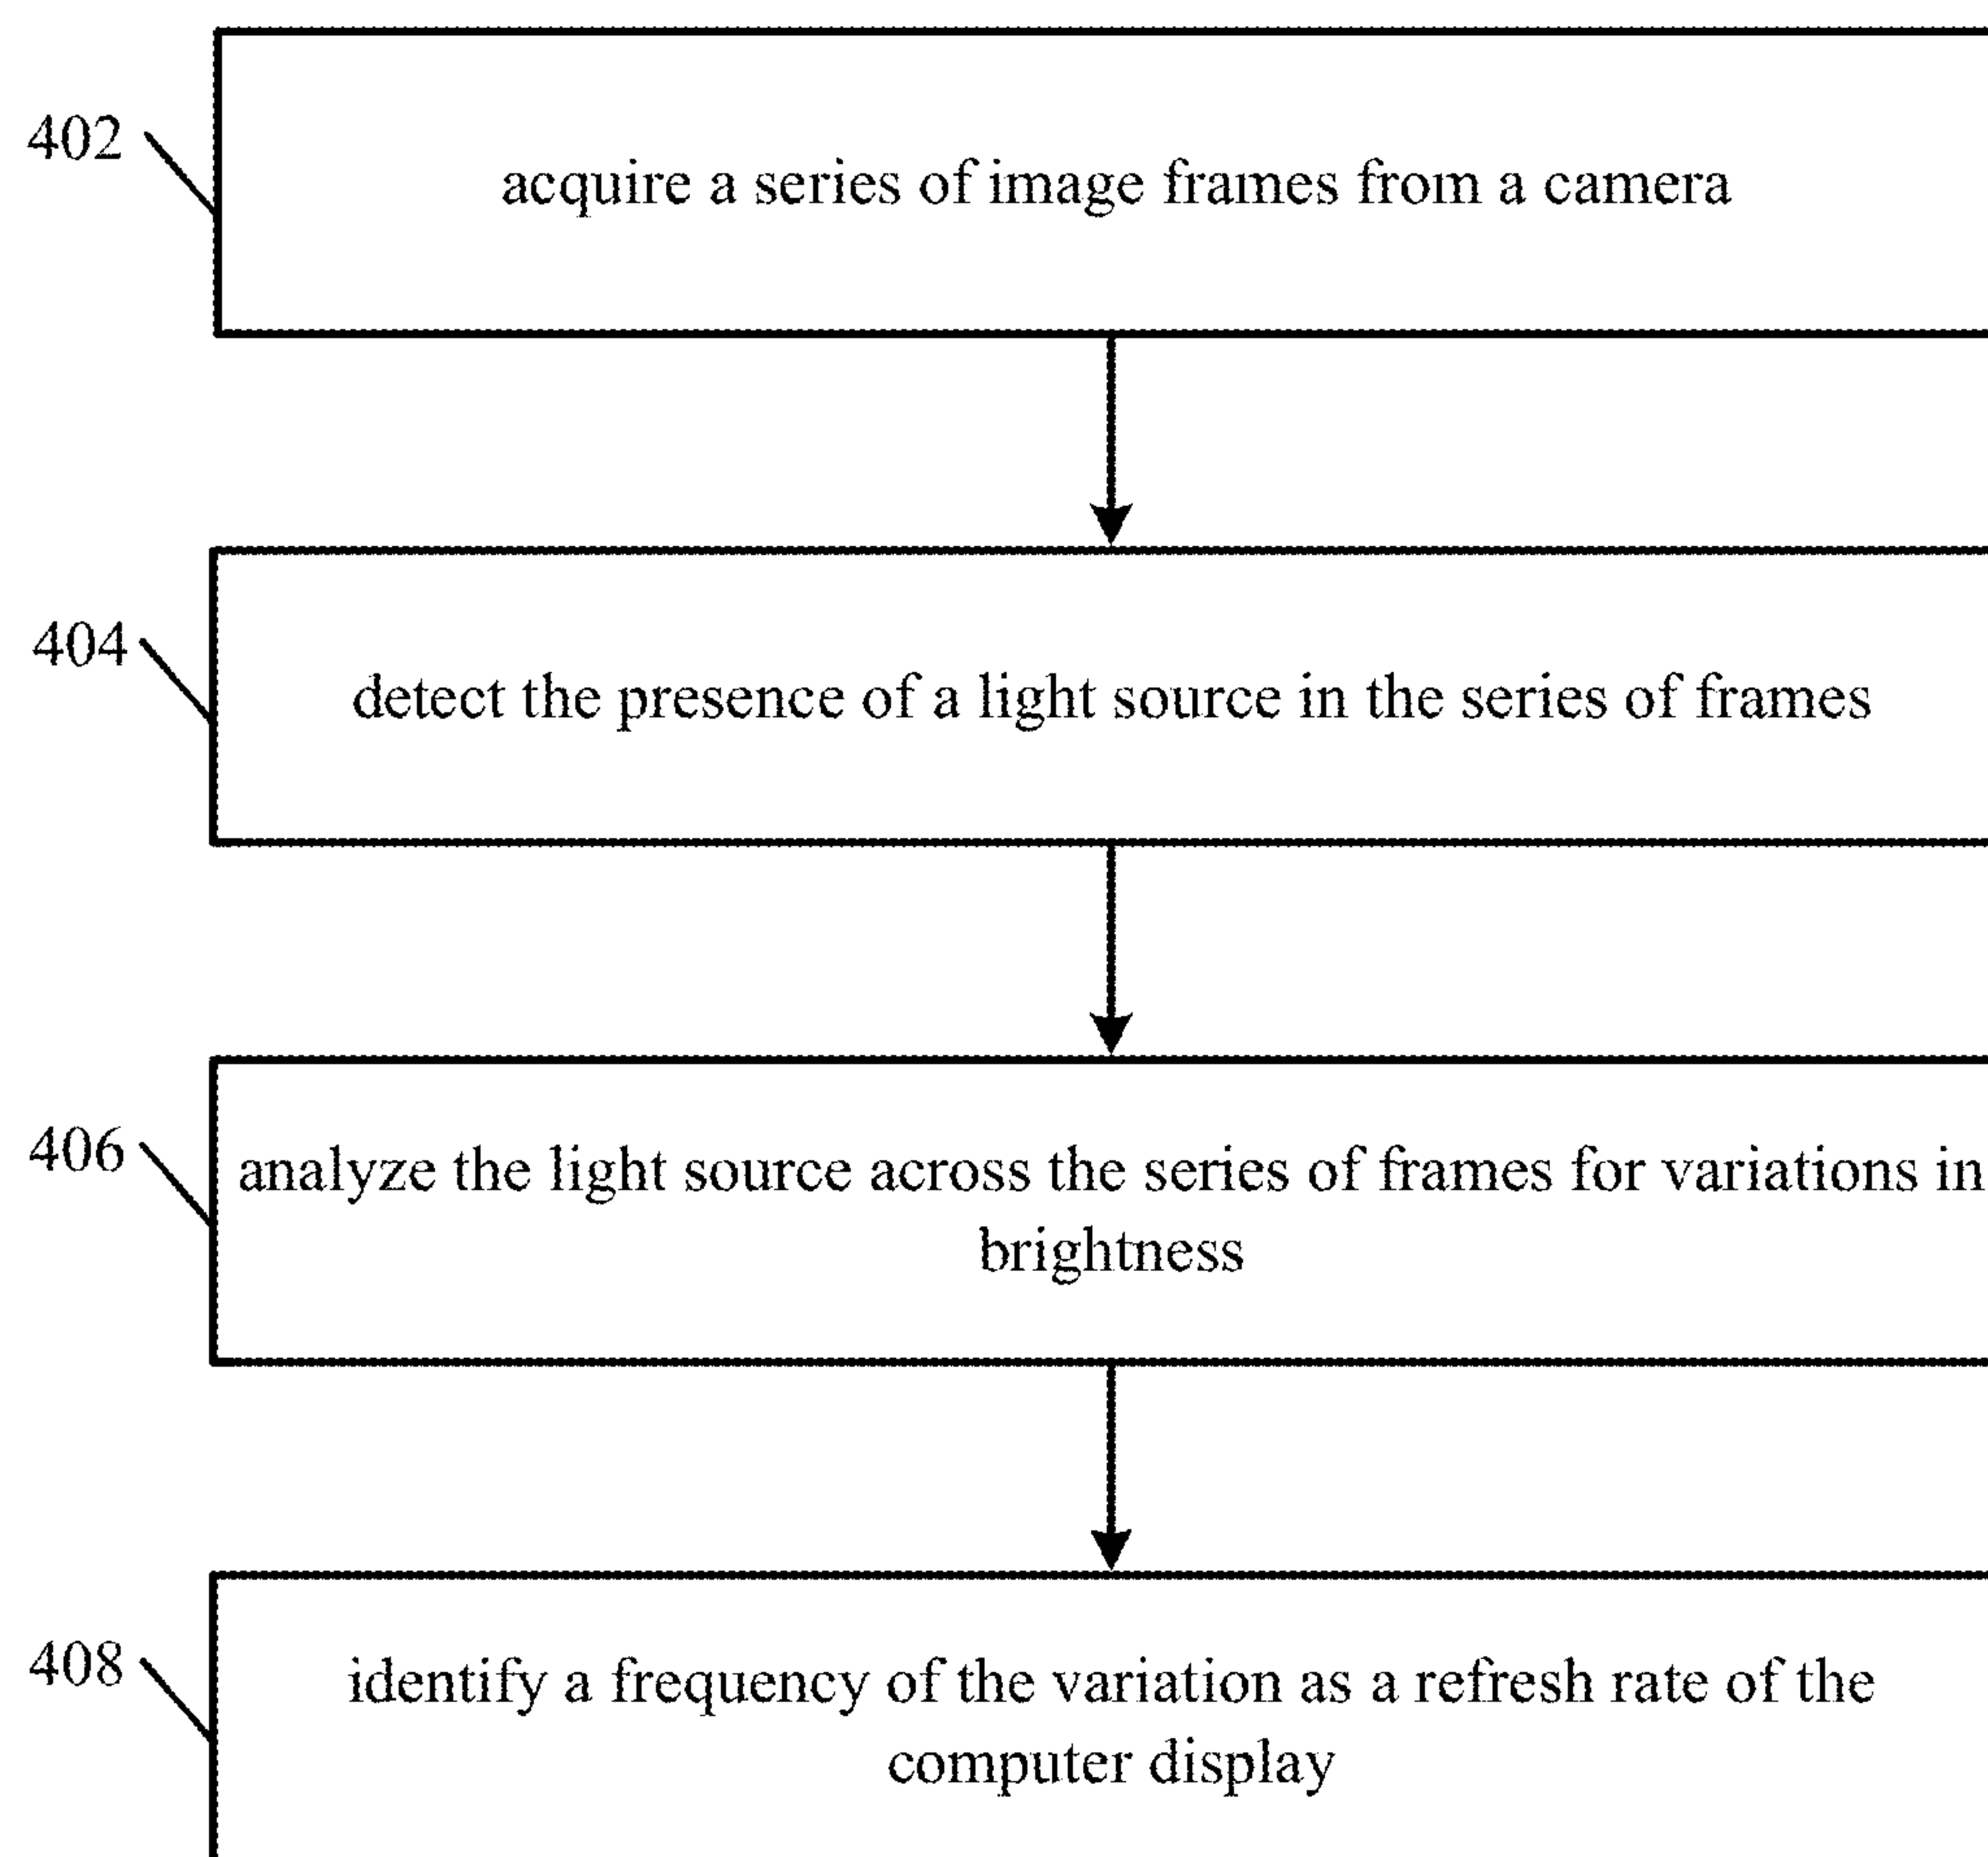 402
acquire a series of image frames from a camera
404
detect the presence of a light source in the series of frames
406
analyze the light source across the series of frames for variations in
brightness
408
identify a frequency of the variation as a refresh rate of the
computer display